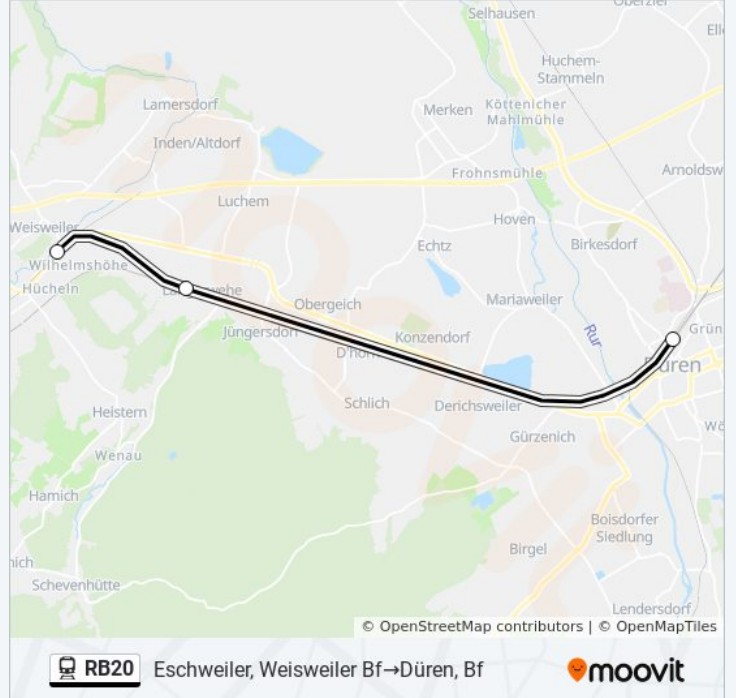 Selhausen
Oberzier
Elle
Huchem-
Stammeln
Lamersdorf
Merken
Köttenicher
Mahlmühle
Inden/Altdorf
Frohnsmühle
Arnoldsw
Luchem
Hoven
Weisweiler
Echtz
Birkesdorf
Wilhelmshöhe
Hücheln
Mariaweiler
Obergeich
Rur
Grün
Jüngersdorf
Konzendorf
Düren
Schlich
Derichsweiler
Heistern
Gürzenich
Wenau
Hamich
Boisdorfer
Siedlung
Birgel
Schevenhütte
Lendersdorf
© OpenStreetMap contributors | © OpenMapTiles
RB20 Eschweiler, Weisweiler Bf→Düren, Bf
moovit